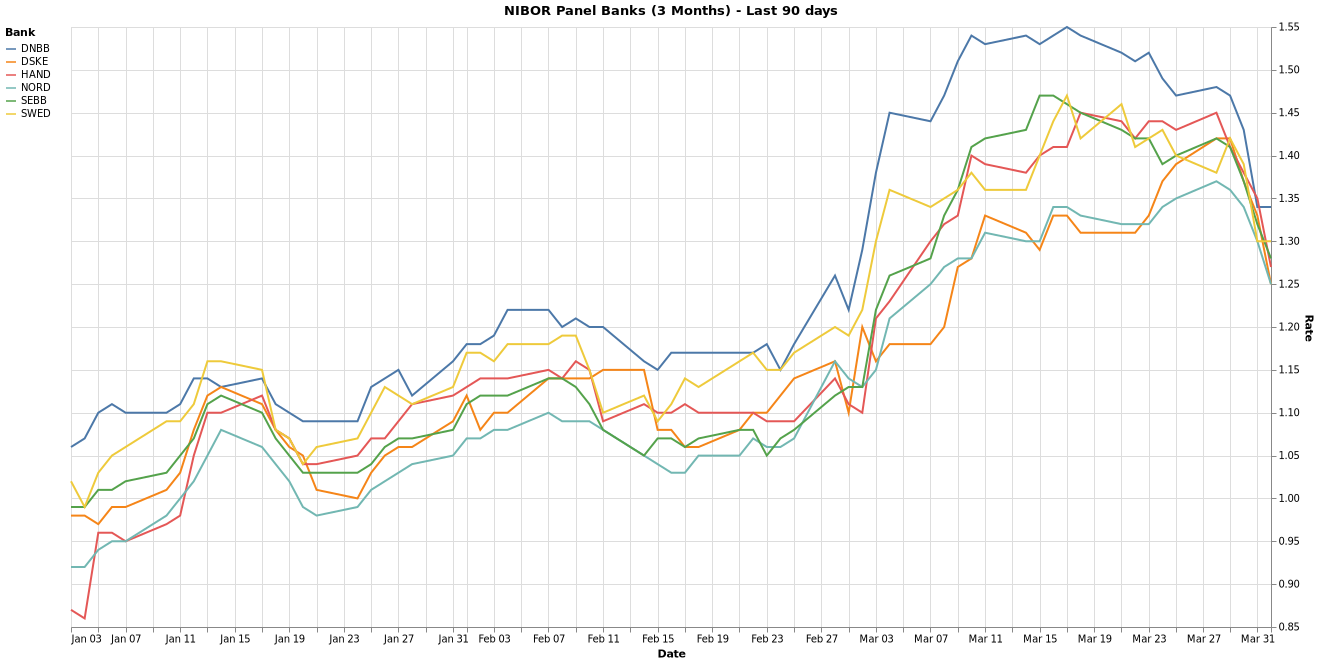 NIBOR Panel Banks (3 Months) - Last 90 days
Bank
DNBB
DSKE
HAND
NORD
SEBB
SWED
1.55
1.50
1.45
1.40
1.35
1.30
1.25
1.20
1.15
1.10
1.05
1.00
0.95
0.90
0.85
Rate
Jan 03 Jan 07 Jan 11 Jan 15 Jan 19 Jan 23 Jan 27 Jan 31 Feb 03 Feb 07 Feb 11 Feb 15 Feb 19 Feb 23 Feb 27 Mar 03 Mar 07 Mar 11 Mar 15 Mar 19 Mar 23 Mar 27 Mar 31
Date